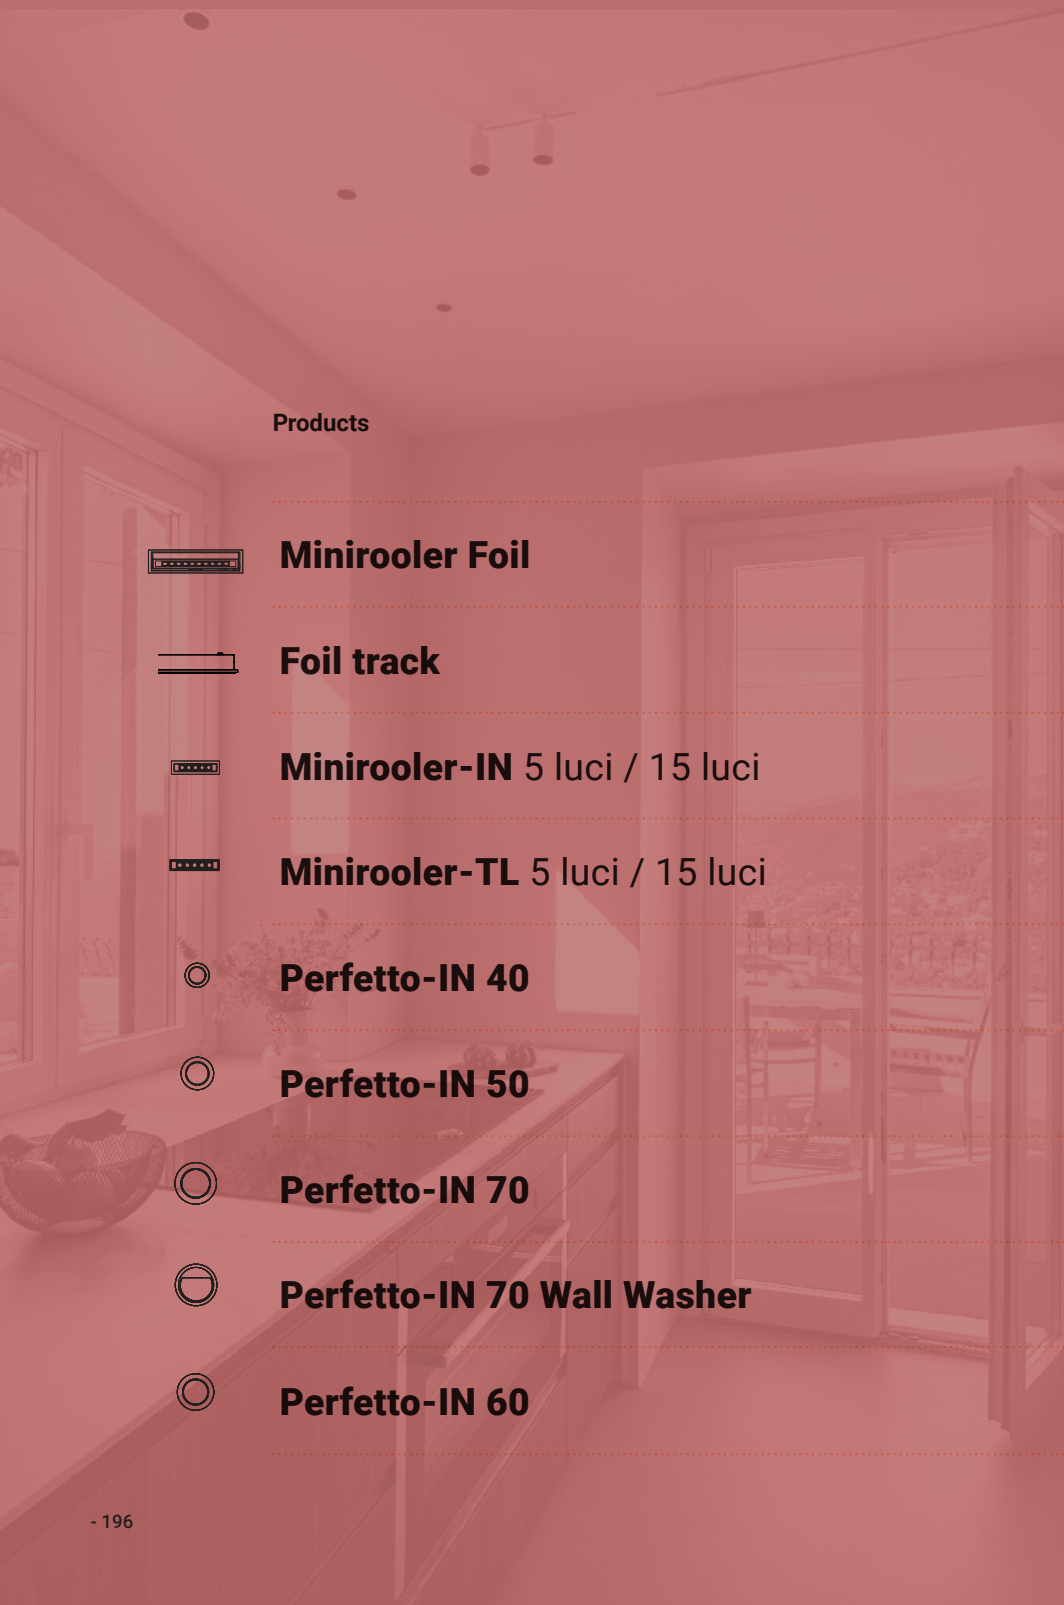 Products
Minirooler Foil
Foil track
Minirooler-IN 5 luci / 15 luci
Minirooler-TL 5 luci / 15 luci
Perfetto-IN 40
Perfetto-IN 50
Perfetto-IN 70
Perfetto-IN 70 Wall Washer
Perfetto-IN 60
- 196